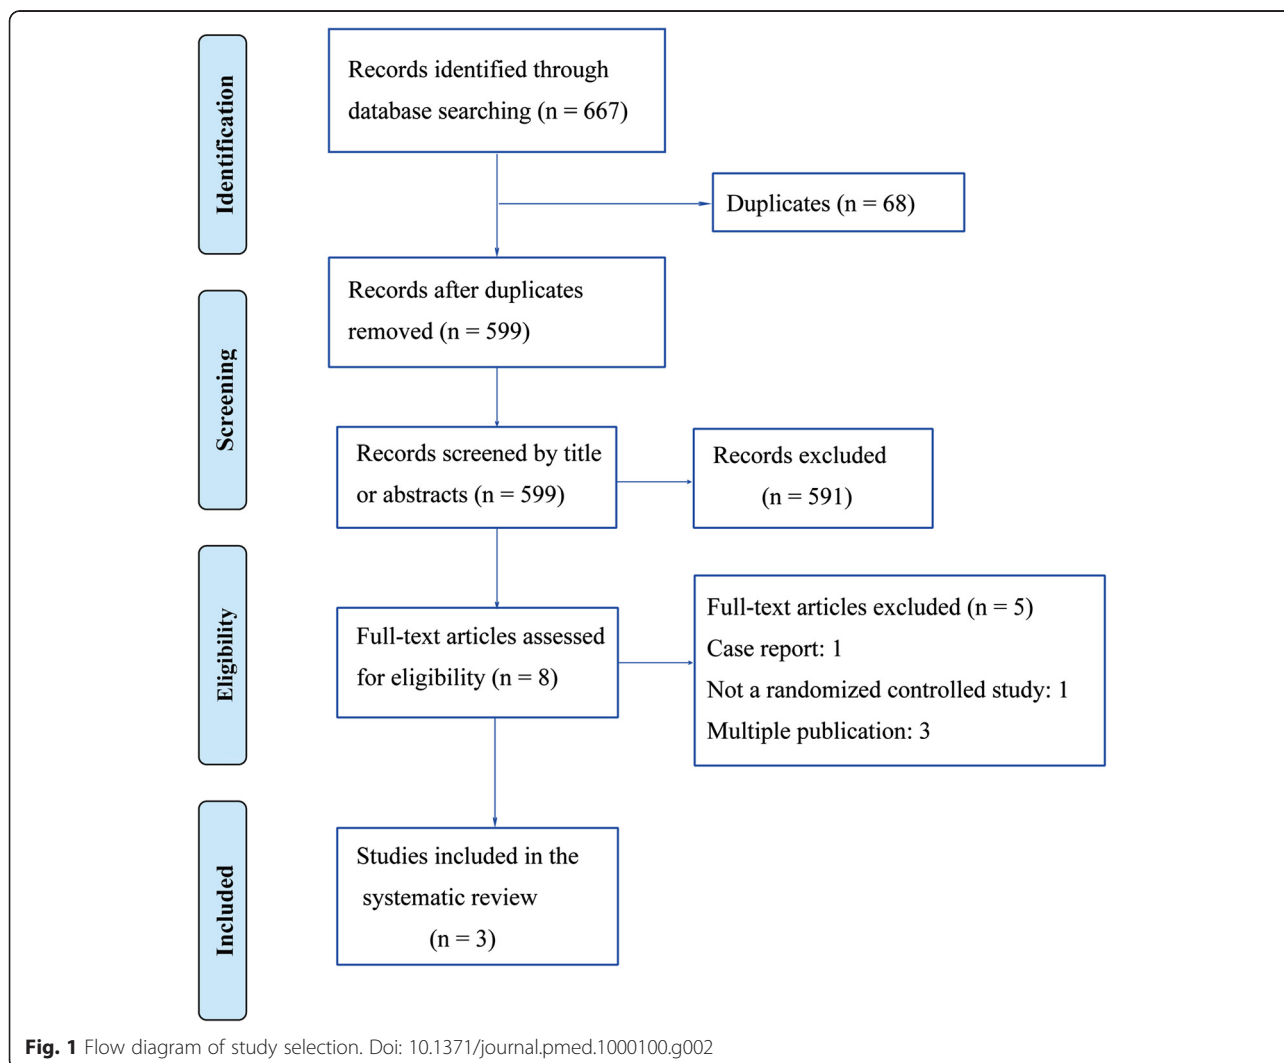 Identification
Records identified through
database searching (n = 667)
Duplicates (n = 68)
Records after duplicates
removed (n = 599)
Screening
Records screened by title
or abstracts (n = 599)
Records excluded
(n = 591)
Eligibility
Full-text articles assessed
for eligibility (n = 8)
Full-text articles excluded (n = 5)
Case report: 1
Not a randomized controlled study: 1
Multiple publication: 3
Included
Studies included in the
systematic review
(n = 3)
Fig. 1 Flow diagram of study selection. Doi: 10.1371/journal.pmed.1000100.g002